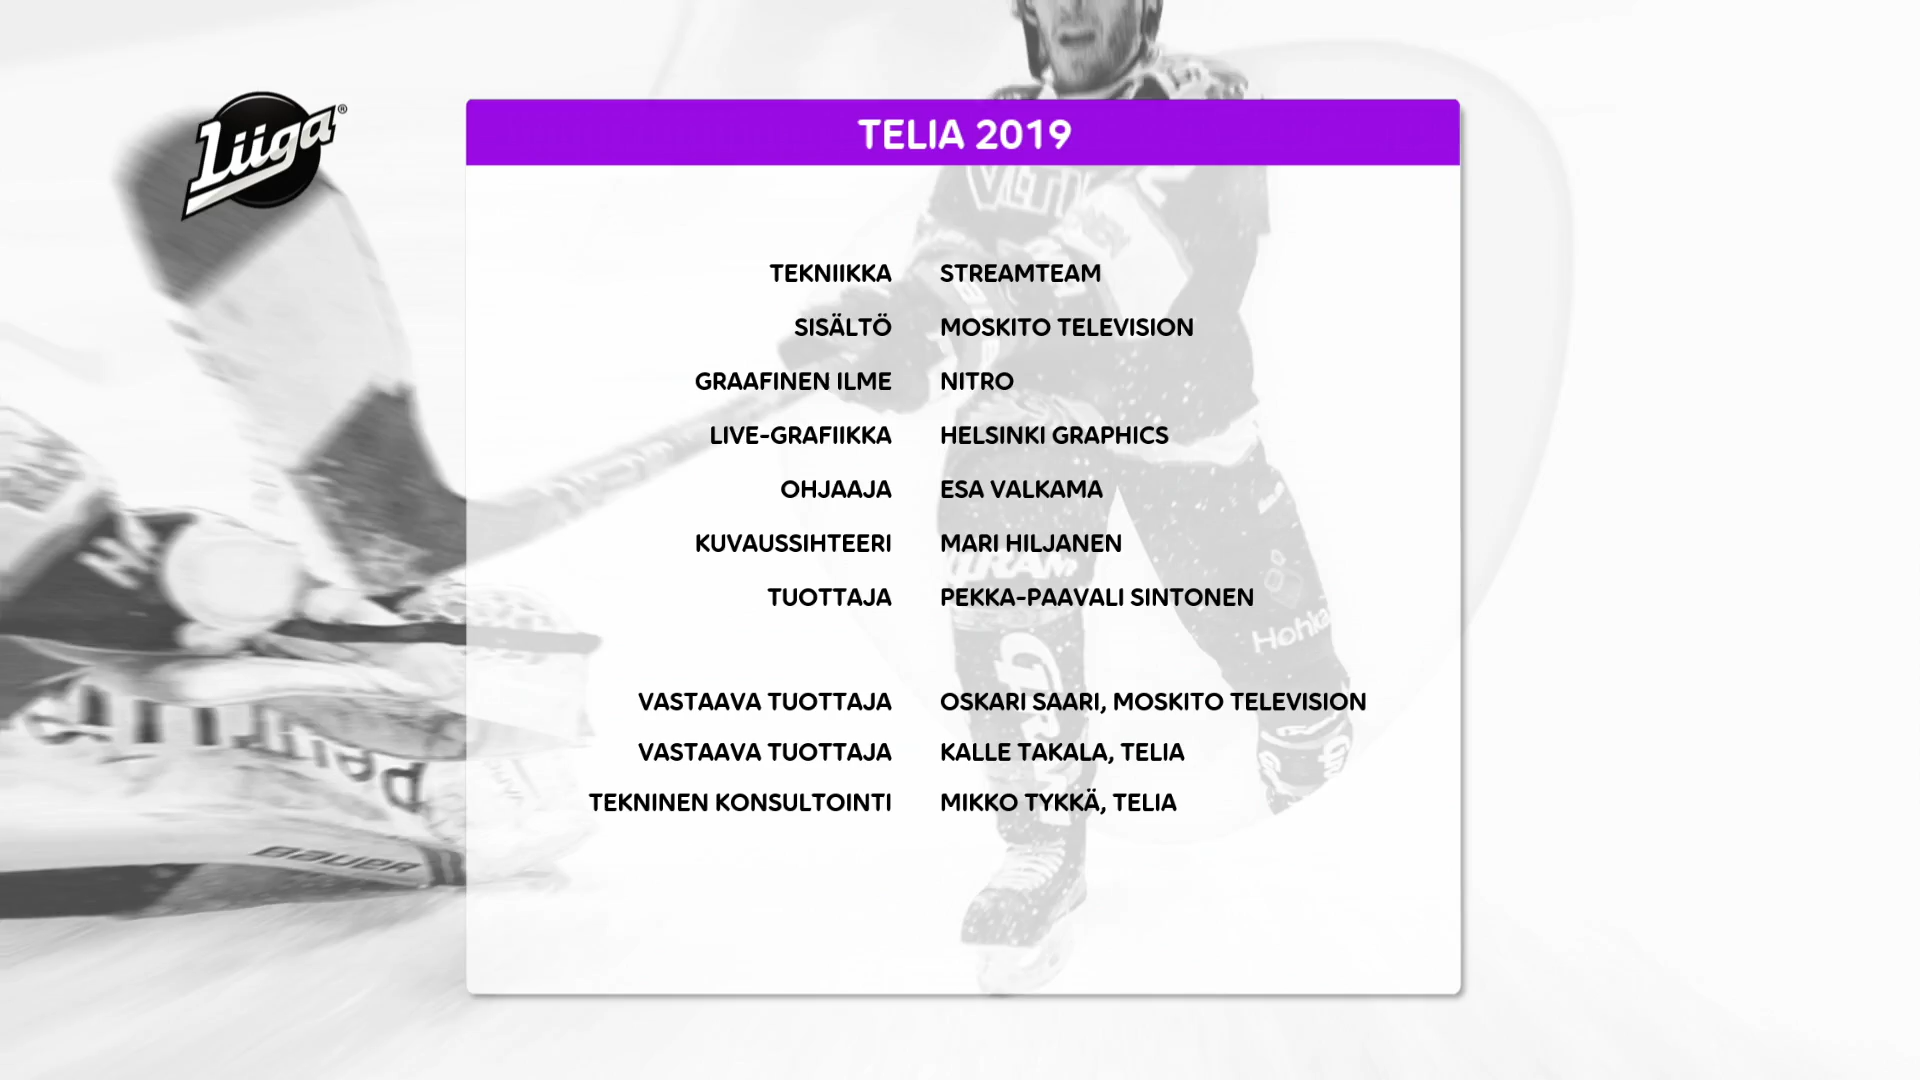 Liiga®
TELIA 2019
TEKNIIKKA STREAMTEAM
SISÄLTÖ MOSKITO TELEVISION
GRAAFINEN ILME NITRO
LIVE-GRAFIIKKA HELSINKI GRAPHICS
OHJAAJA ESA VALKAMA
KUVAUSSIHTEERI MARI HILJANEN
TUOTTAJA PEKKA-PAAVALI SINTONEN
VASTAAVA TUOTTAJA OSKARI SAARI, MOSKITO TELEVISION
VASTAAVA TUOTTAJA KALLE TAKALA, TELIA
TEKNINEN KONSULTOINTI MIKKO TYKKÄ, TELIA
BAUER